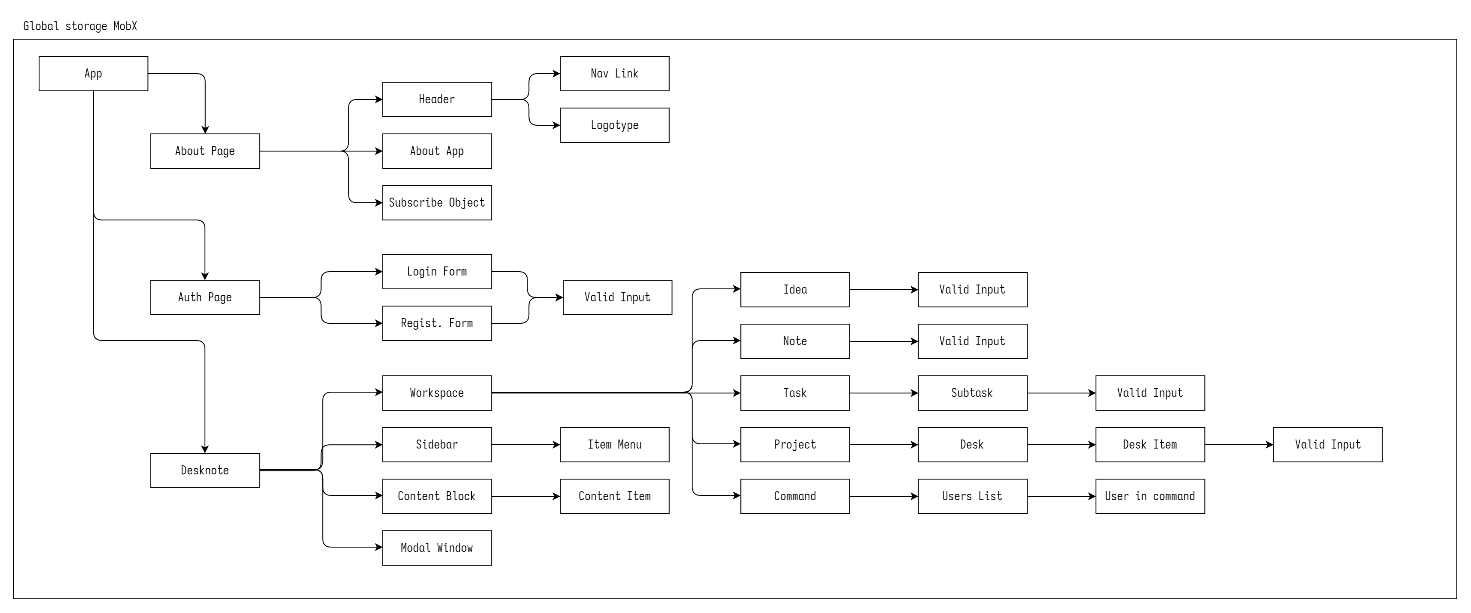 Global storage MobX
App
Nav Link
Header
Logotype
About Page
About App
Subscribe Object
Login Form
Auth Page
Valid Input
Regist. Form
Idea
Valid Input
Note
Valid Input
Workspace
Task
Subtask
Valid Input
Sidebar
Item Menu
Project
Desk
Desk Item
Valid Input
Desknote
Content Block
Content Item
Command
Users List
User in command
Modal Window